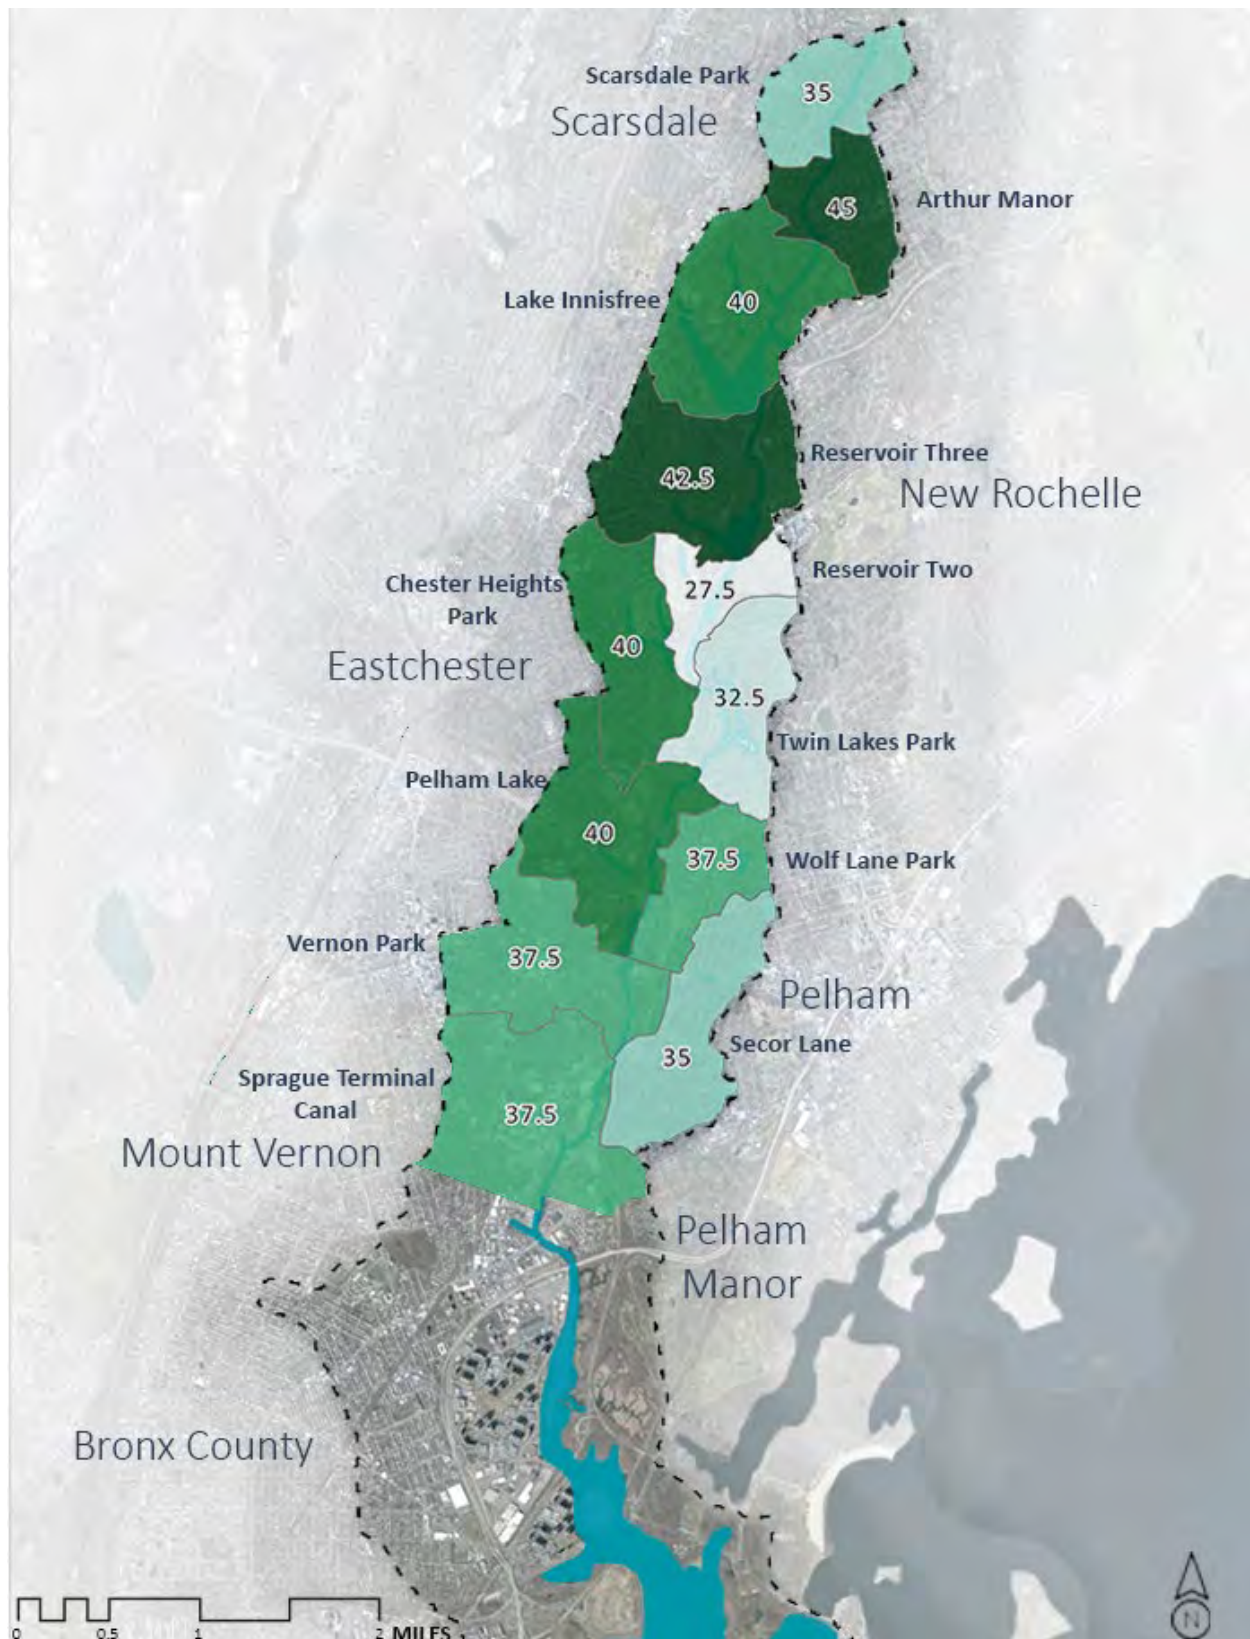 Scarsdale Park
35
Scarsdale
Arthur Manor
45
Lake Innisfree
40
Reservoir Three
42.5
New Rochelle
Reservoir Two
Chester Heights
Park
27.5
40
Eastchester
32.5
Twin Lakes Park
Pelham Lake
40
37.5
Wolf Lane Park
Vernon Park
37.5
Pelham
Secor Lane
35
Sprague Terminal
Canal
37.5
Mount Vernon
Pelham
Manor
Bronx County
N
0 0.5 1 2 MILES